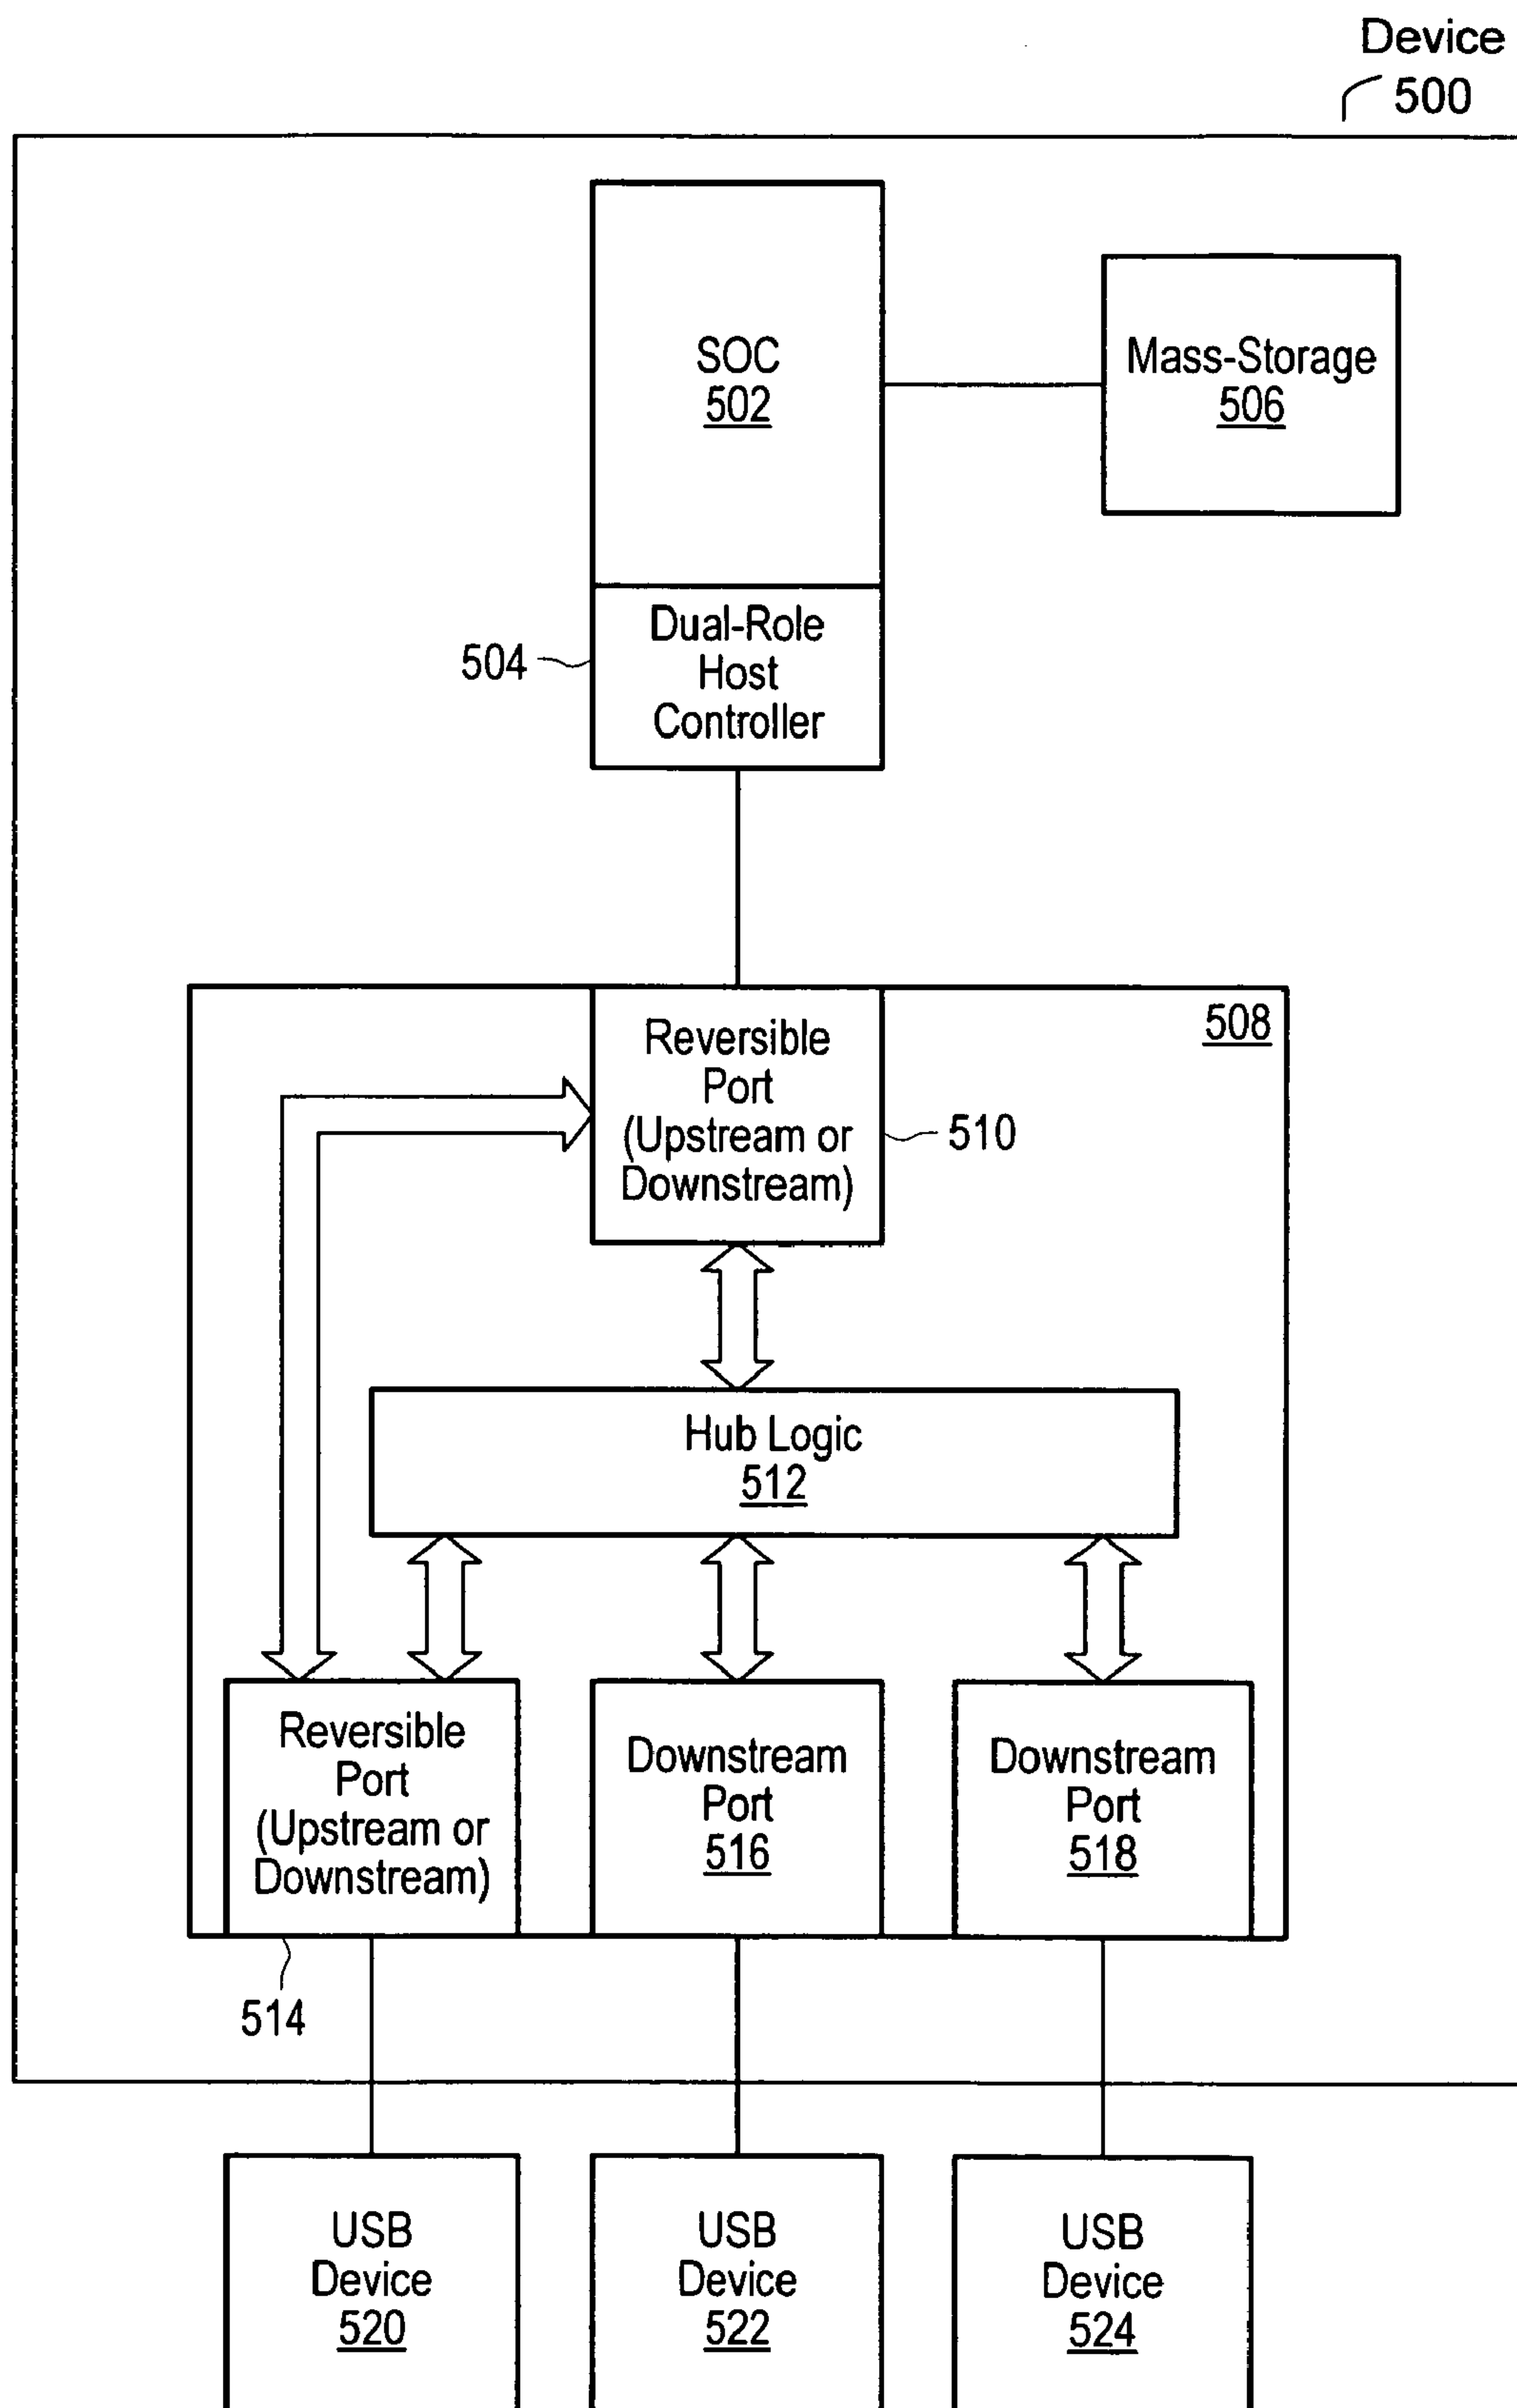 Device
500
SOC
502
Mass-Storage
506
Dual-Role
Host
Controller
504
508
Reversible
Port
(Upstream or
Downstream)
510
Hub Logic
512
Reversible
Port
(Upstream or
Downstream)
Downstream
Port
516
Downstream
Port
518
514
USB
Device
520
USB
Device
522
USB
Device
524